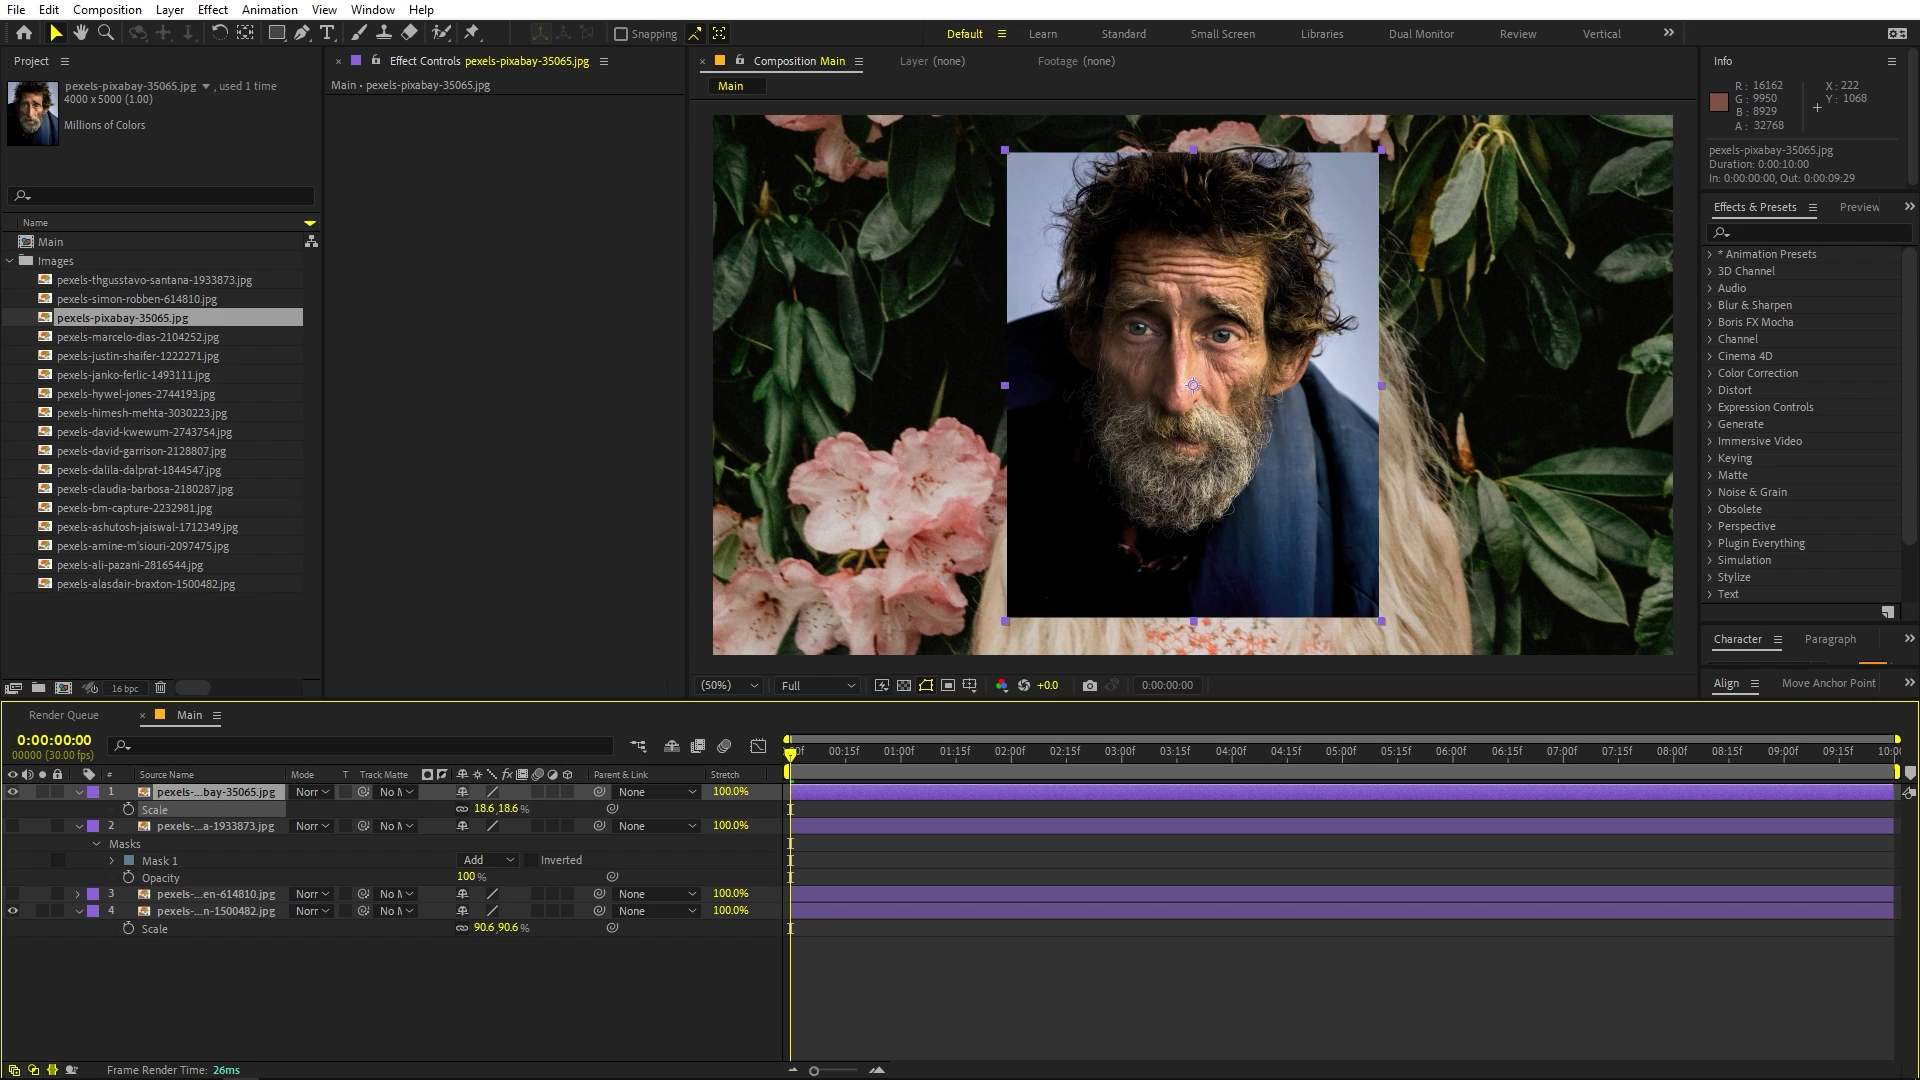 File Edit Composition Layer Effect Animation View Window Help
Snapping
Default Learn Standard Small Screen Libraries Dual Monitor Review Vertical
Project
pexels-pixabay-35065.jpg , used 1 time
4000 x 5000 (1.00)
Millions of Colors
Name
Main
Images
pexels-thgusstavo-santana-1933873.jpg
pexels-simon-robben-614810.jpg
pexels-pixabay-35065.jpg
pexels-marcelo-dias-2104252.jpg
pexels-justin-shaifer-1222271.jpg
pexels-janko-ferlic-1493111.jpg
pexels-hywel-jones-2744193.jpg
pexels-himesh-mehta-3030223.jpg
pexels-david-kwewum-2743754.jpg
pexels-david-garrison-2128807.jpg
pexels-dalila-dalprat-1844547.jpg
pexels-claudia-barbosa-2180287.jpg
pexels-bm-capture-2232981.jpg
pexels-ashutosh-jaiswal-1712349.jpg
pexels-amine-m'siouri-2097475.jpg
pexels-ali-pazani-2816544.jpg
pexels-alasdair-braxton-1500482.jpg
16 bpc
Effect Controls pexels-pixabay-35065.jpg
Main • pexels-pixabay-35065.jpg
Composition Main Layer (none) Footage (none)
Main
(50%) Full +0.0 0:00:00:00
Info
R : 16162 X : 222
G : 9950 Y : 1068
B : 8929
A : 32768
pexels-pixabay-35065.jpg
Duration: 0:00:10:00
In: 0:00:00:00, Out: 0:00:09:29
Effects & Presets Preview
* Animation Presets
3D Channel
Audio
Blur & Sharpen
Boris FX Mocha
Channel
Cinema 4D
Color Correction
Distort
Expression Controls
Generate
Immersive Video
Keying
Matte
Noise & Grain
Obsolete
Perspective
Plugin Everything
Simulation
Stylize
Text
Character Paragraph
Align Move Anchor Point
Render Queue Main
0:00:00:00
00000 (30.00 fps)
00f 00:15f 01:00f 01:15f 02:00f 02:15f 03:00f 03:15f 04:00f 04:15f 05:00f 05:15f 06:00f 06:15f 07:00f 07:15f 08:00f 08:15f 09:00f 09:15f 10:00
# Source Name Mode T Track Matte fx Parent & Link Stretch
1 pexels-...bay-35065.jpg Norr No M None 100.0%
Scale 18.6,18.6 %
2 pexels-...a-1933873.jpg Norr No M None 100.0%
Masks
Mask 1 Add Inverted
Opacity 100 %
3 pexels-...en-614810.jpg Norr No M None 100.0%
4 pexels-...n-1500482.jpg Norr No M None 100.0%
Scale 90.6,90.6 %
Frame Render Time: 26ms